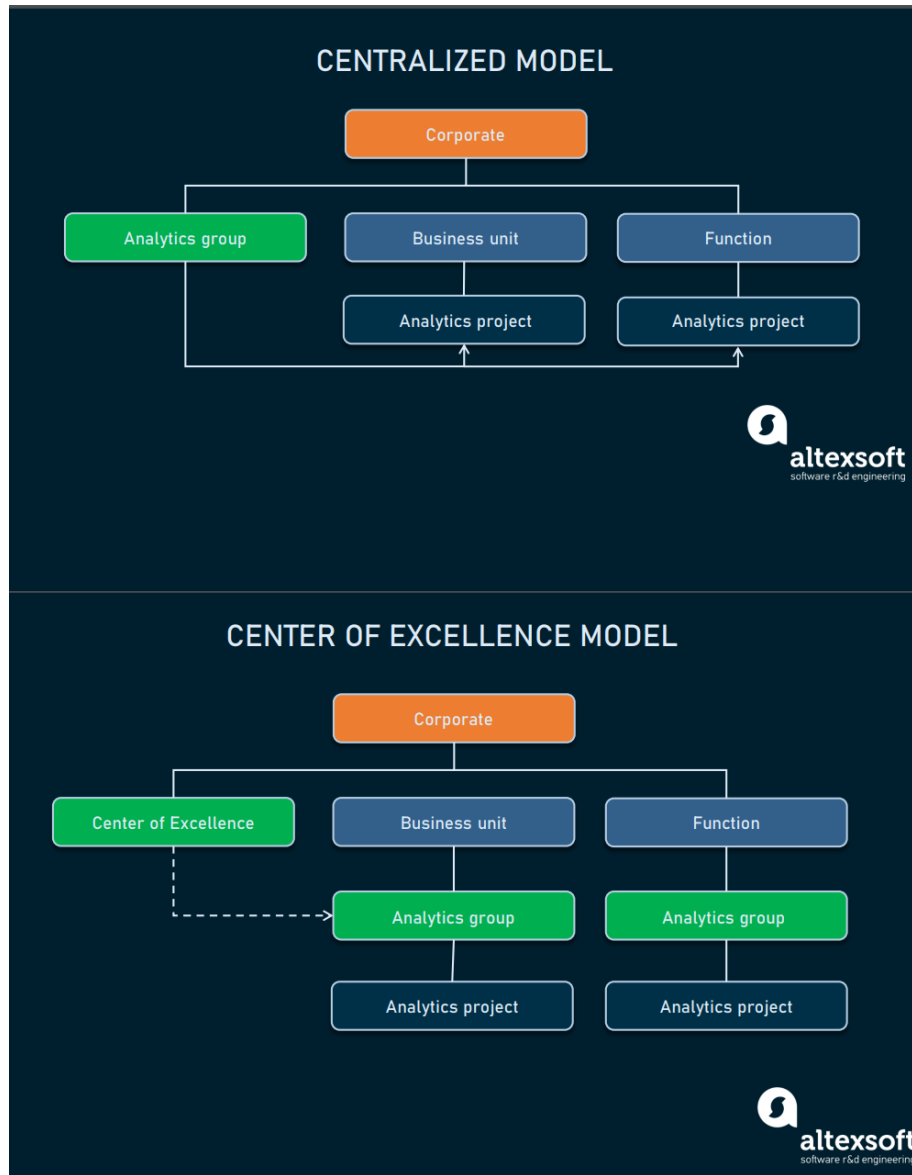 CENTRALIZED MODEL
Corporate
Analytics group
Business unit
Function
Analytics project
Analytics project
altexsoft
software r&d engineering
CENTER OF EXCELLENCE MODEL
Corporate
Center of Excellence
Business unit
Function
Analytics group
Analytics group
Analytics project
Analytics project
altexsoft
software r&d engineering